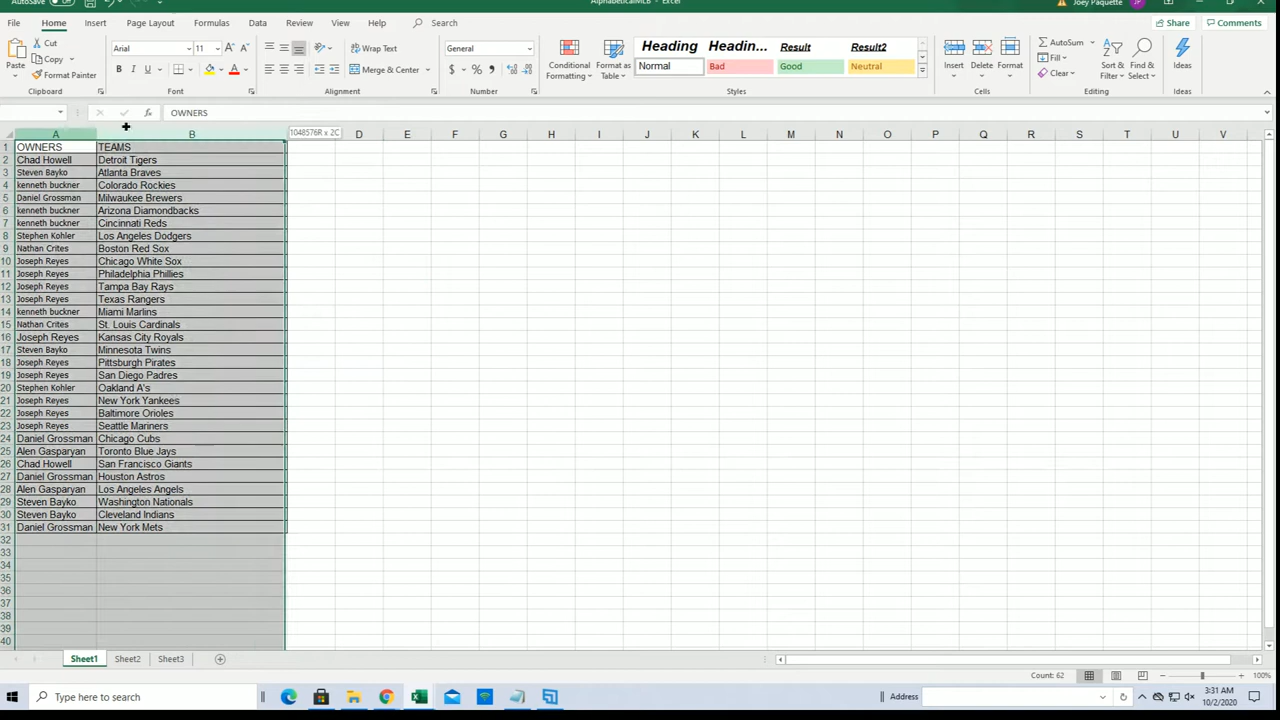 AutoSave Off AlphabeticalMLB - Excel Joey Paquette JP
File Home Insert Page Layout Formulas Data Review View Help Search Share Comments
Cut Arial 11 Wrap Text General Heading Headin... Result Result2 AutoSum
Copy Normal Bad Good Neutral Fill
Paste Format Painter Merge & Center Conditional Formatting Format as Table Insert Delete Format Clear Sort & Filter Find & Select Ideas
Clipboard Font Alignment Number Styles Cells Editing Ideas
OWNERS
A B 1048576R x 2C D E F G H I J K L M N O P Q R S T U V
1 OWNERS TEAMS
2 Chad Howell Detroit Tigers
3 Steven Bayko Atlanta Braves
4 kenneth buckner Colorado Rockies
5 Daniel Grossman Milwaukee Brewers
6 kenneth buckner Arizona Diamondbacks
7 kenneth buckner Cincinnati Reds
8 Stephen Kohler Los Angeles Dodgers
9 Nathan Crites Boston Red Sox
10 Joseph Reyes Chicago White Sox
11 Joseph Reyes Philadelphia Phillies
12 Joseph Reyes Tampa Bay Rays
13 Joseph Reyes Texas Rangers
14 kenneth buckner Miami Marlins
15 Nathan Crites St. Louis Cardinals
16 Joseph Reyes Kansas City Royals
17 Steven Bayko Minnesota Twins
18 Joseph Reyes Pittsburgh Pirates
19 Joseph Reyes San Diego Padres
20 Stephen Kohler Oakland A's
21 Joseph Reyes New York Yankees
22 Joseph Reyes Baltimore Orioles
23 Joseph Reyes Seattle Mariners
24 Daniel Grossman Chicago Cubs
25 Alen Gasparyan Toronto Blue Jays
26 Chad Howell San Francisco Giants
27 Daniel Grossman Houston Astros
28 Alen Gasparyan Los Angeles Angels
29 Steven Bayko Washington Nationals
30 Steven Bayko Cleveland Indians
31 Daniel Grossman New York Mets
32
33
34
35
36
37
38
39
40
Sheet1 Sheet2 Sheet3
Count: 62 100%
Type here to search Address 3:31 AM
10/2/2020